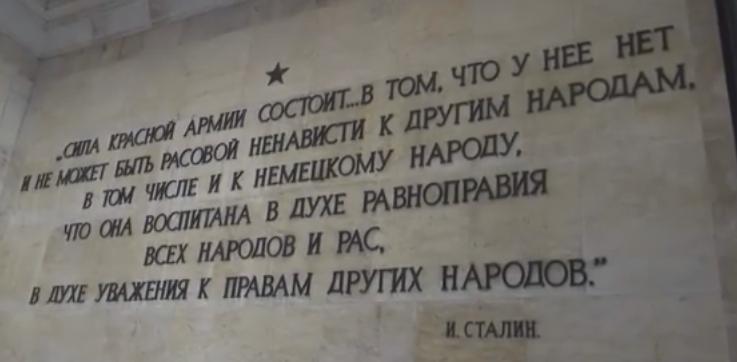 „СИЛА КРАСНОЙ АРМИИ СОСТОИТ...В ТОМ, ЧТО У НЕЕ НЕТ
И НЕ МОЖЕТ БЫТЬ РАСОВОЙ НЕНАВИСТИ К ДРУГИМ НАРОДАМ,
В ТОМ ЧИСЛЕ И К НЕМЕЦКОМУ НАРОДУ,
ЧТО ОНА ВОСПИТАНА В ДУХЕ РАВНОПРАВИЯ
ВСЕХ НАРОДОВ И РАС,
В ДУХЕ УВАЖЕНИЯ К ПРАВАМ ДРУГИХ НАРОДОВ.”
И. СТАЛИН.